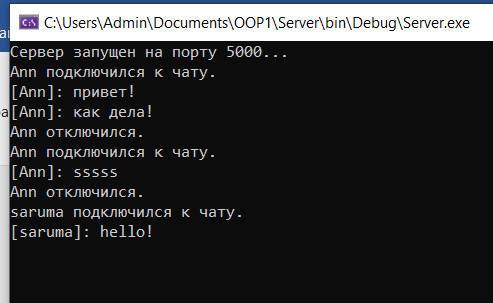 C:\Users\Admin\Documents\OOP1\Server\bin\Debug\Server.exe
Сервер запущен на порту 5000...
Ann подключился к чату.
[Ann]: привет!
[Ann]: как дела!
Ann отключился.
Ann подключился к чату.
[Ann]: sssss
Ann отключился.
saruma подключился к чату.
[saruma]: hello!